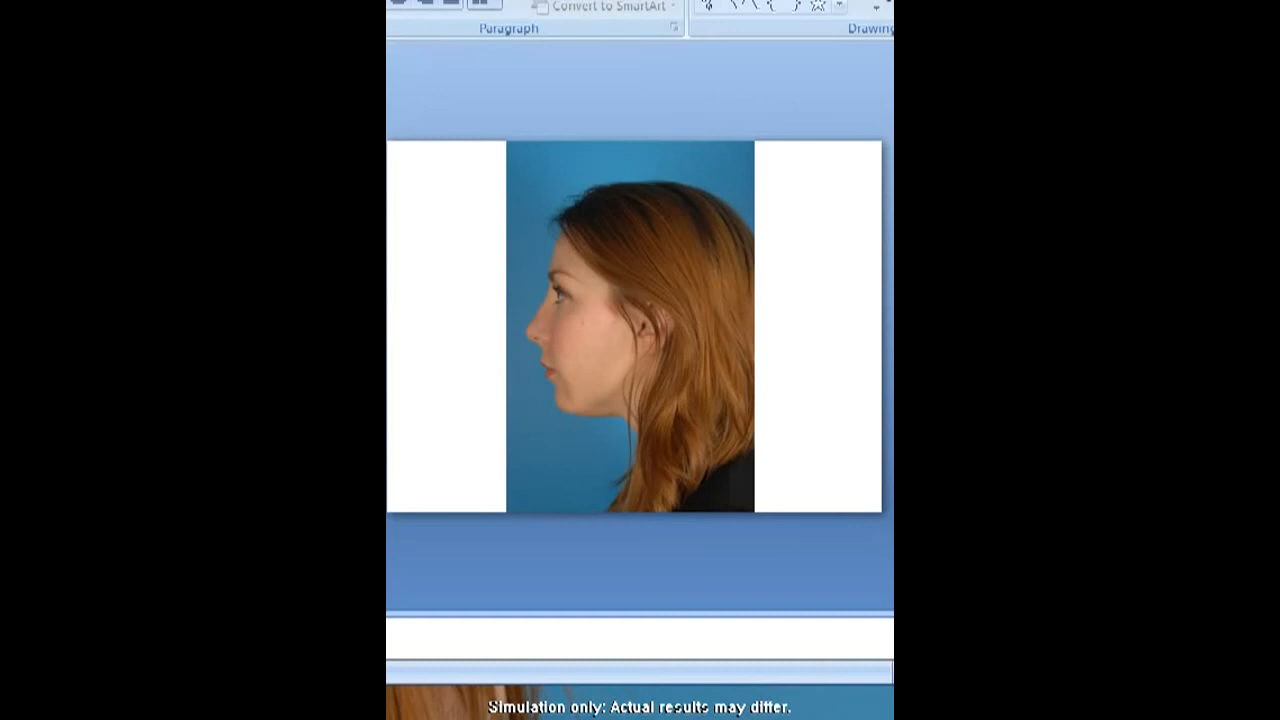 Convert to SmartArt
Paragraph
Drawing
Simulation only: Actual results may differ.